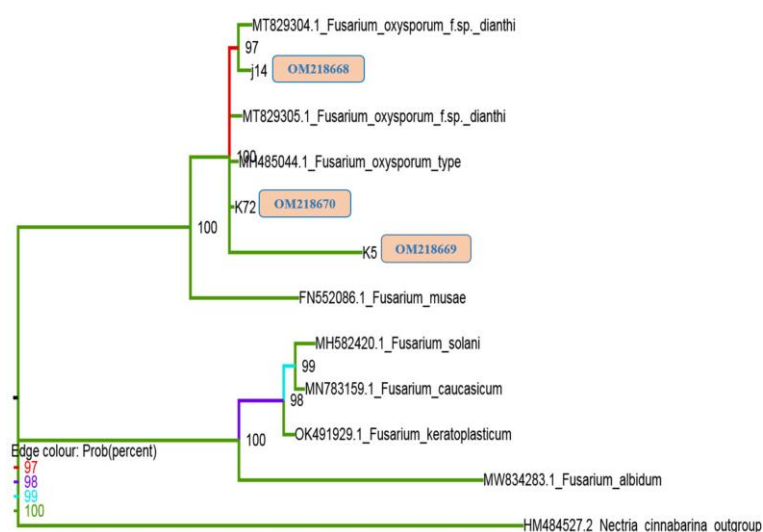 MT829304.1_Fusarium_oxysporum_f.sp._dianthi
97
j14 OM218668
MT829305.1_Fusarium_oxysporum_f.sp._dianthi
100
MH485044.1_Fusarium_oxysporum_type
K72 OM218670
100
K5 OM218669
FN552086.1_Fusarium_musae
MH582420.1_Fusarium_solani
99
MN783159.1_Fusarium_caucasicum
98
OK491929.1_Fusarium_keratoplasticum
100
Edge colour: Prob(percent)
97
98
99
100
MW834283.1_Fusarium_albidum
HM484527.2_Nectria_cinnabarina_outgroup